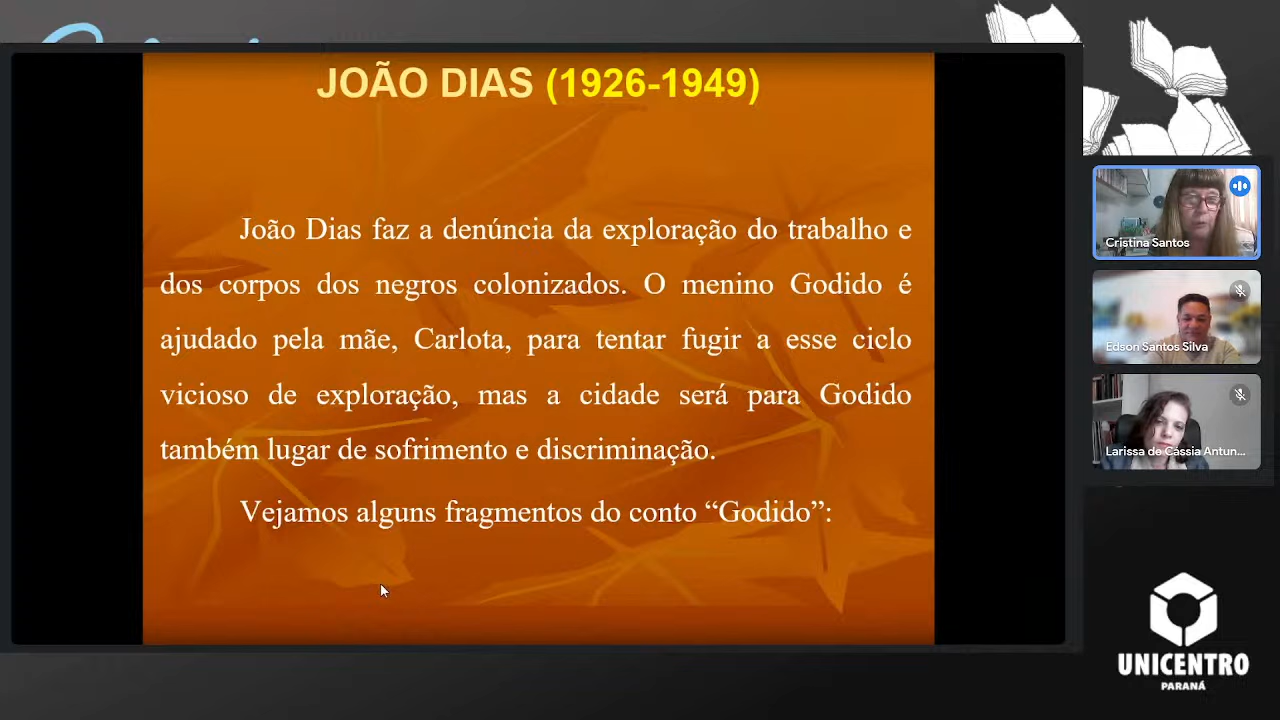 JOÃO DIAS (1926-1949)
João Dias faz a denúncia da exploração do trabalho e
dos corpos dos negros colonizados. O menino Godido é
ajudado pela mãe, Carlota, para tentar fugir a esse ciclo
vicioso de exploração, mas a cidade será para Godido
também lugar de sofrimento e discriminação.
Vejamos alguns fragmentos do conto “Godido”:
Cristina Santos
Edson Santos Silva
Larissa de Cássia Antun...
UNICENTRO
PARANÁ